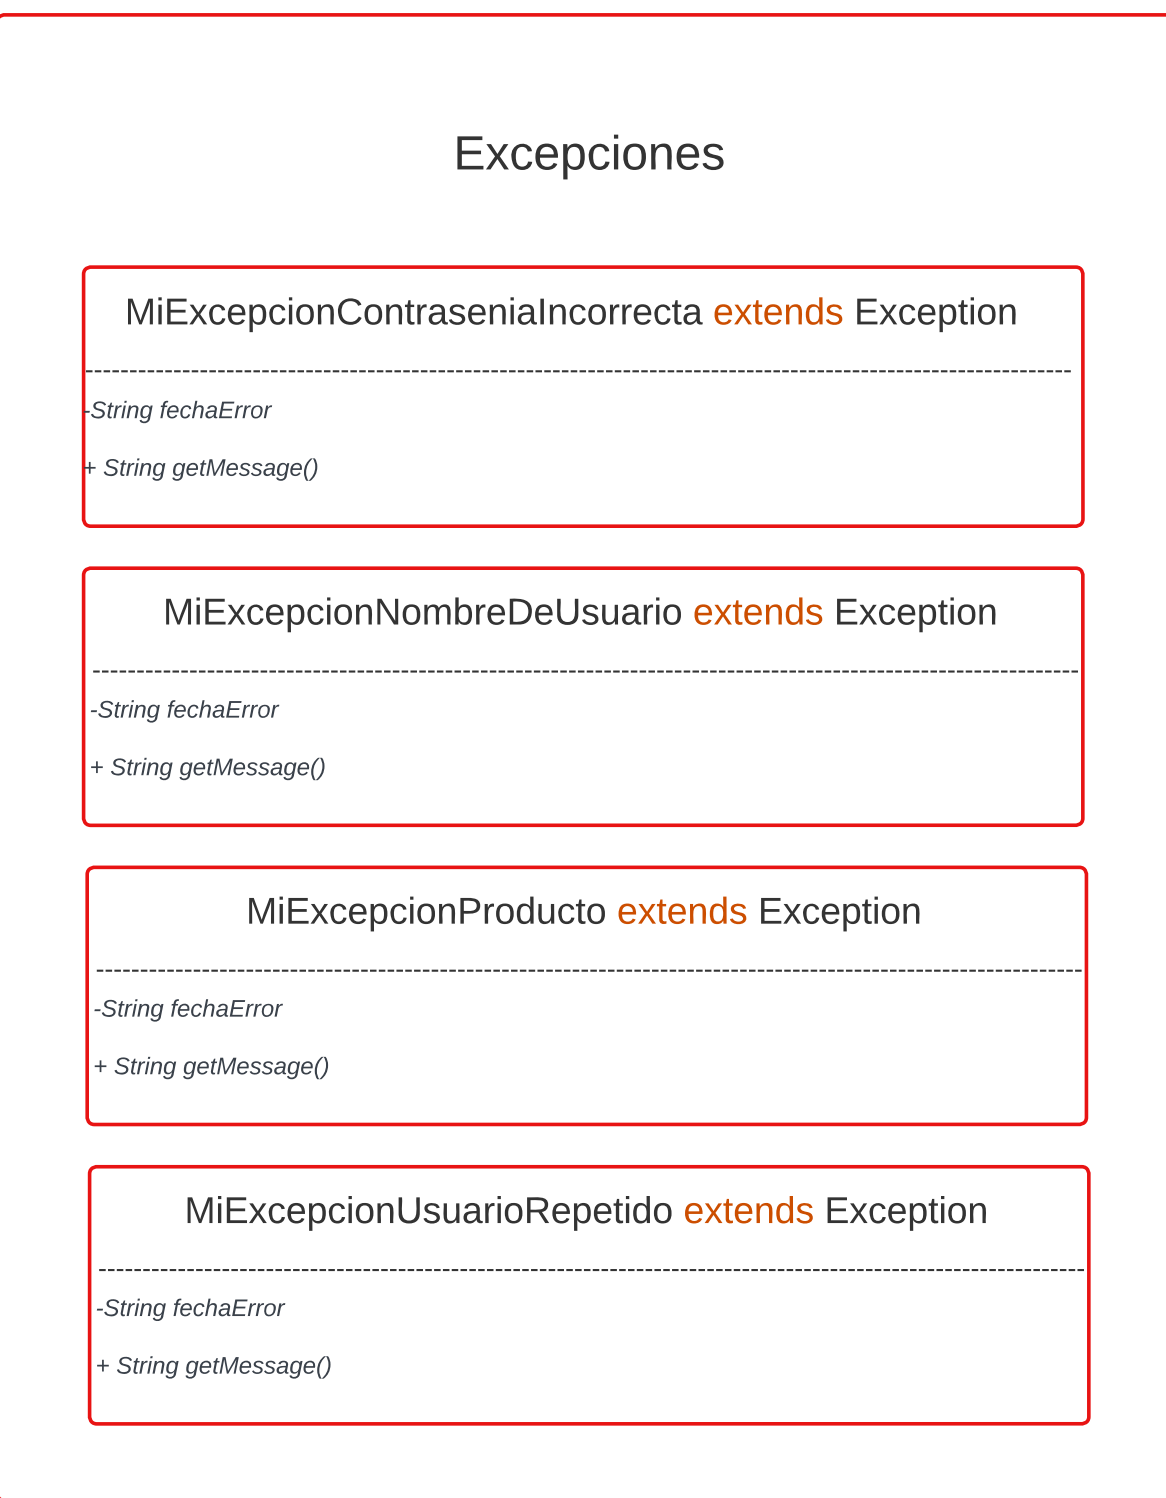 Excepciones
MiExcepcionContraseniaIncorrecta extends Exception
-String fechaError
+ String getMessage()
MiExcepcionNombreDeUsuario extends Exception
-String fechaError
+ String getMessage()
MiExcepcionProducto extends Exception
-String fechaError
+ String getMessage()
MiExcepcionUsuarioRepetido extends Exception
-String fechaError
+ String getMessage()